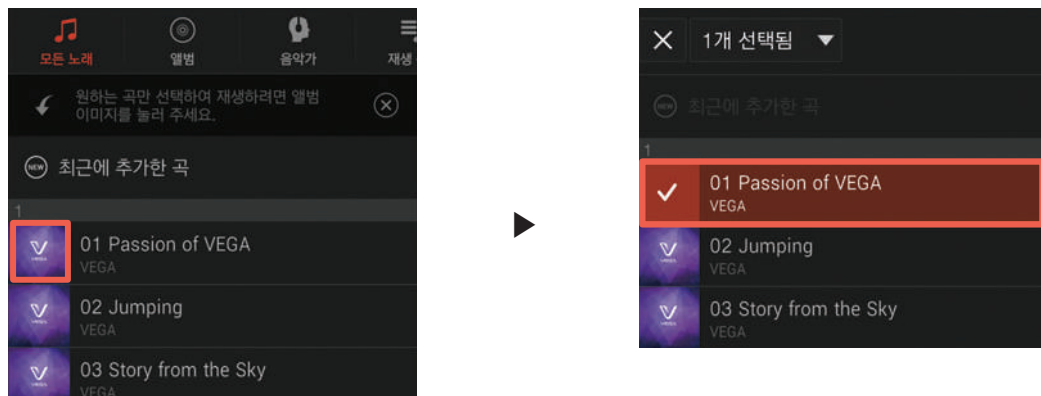 모든 노래
앨범
음악가
재생
원하는 곡만 선택하여 재생하려면 앨범
이미지를 눌러 주세요.
NEW 최근에 추가한 곡
1
01 Passion of VEGA
VEGA
02 Jumping
VEGA
03 Story from the Sky
VEGA
1개 선택됨
NEW 최근에 추가한 곡
1
01 Passion of VEGA
VEGA
02 Jumping
VEGA
03 Story from the Sky
VEGA